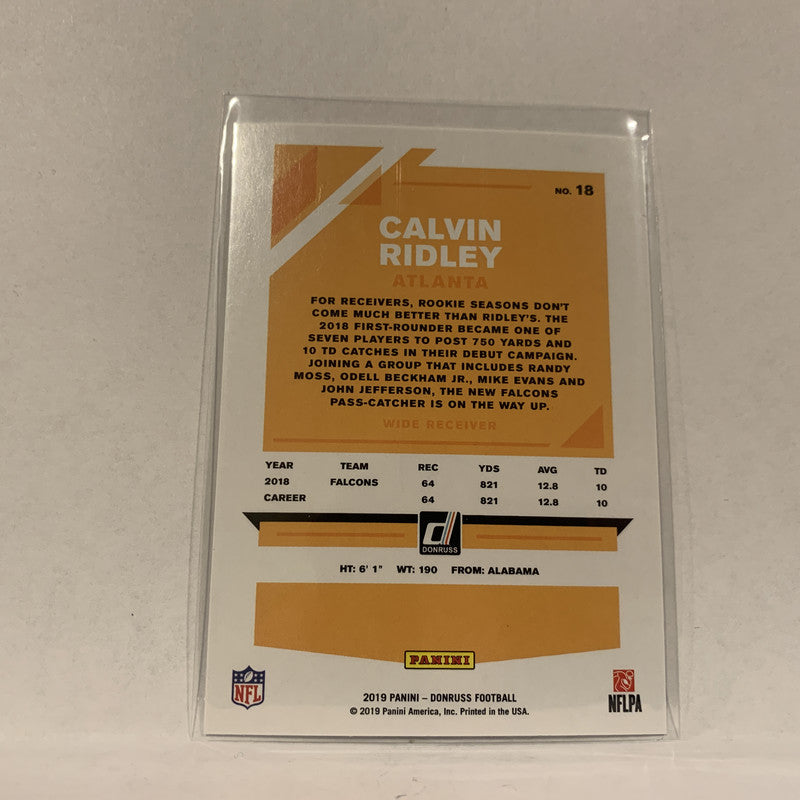 NO. 18
CALVIN
RIDLEY
ATLANTA
FOR RECEIVERS, ROOKIE SEASONS DON'T
COME MUCH BETTER THAN RIDLEY'S. THE
2018 FIRST-ROUNDER BECAME ONE OF
SEVEN PLAYERS TO POST 750 YARDS AND
10 TD CATCHES IN THEIR DEBUT CAMPAIGN.
JOINING A GROUP THAT INCLUDES RANDY
MOSS, ODELL BECKHAM JR., MIKE EVANS AND
JOHN JEFFERSON, THE NEW FALCONS
PASS-CATCHER IS ON THE WAY UP.
WIDE RECEIVER
YEAR TEAM REC YDS AVG TD
2018 FALCONS 64 821 12.8 10
CAREER 64 821 12.8 10
DONRUSS
HT: 6' 1" WT: 190 FROM: ALABAMA
PANINI
NFL
NFLPA
2019 PANINI – DONRUSS FOOTBALL
© 2019 Panini America, Inc. Printed in the USA.